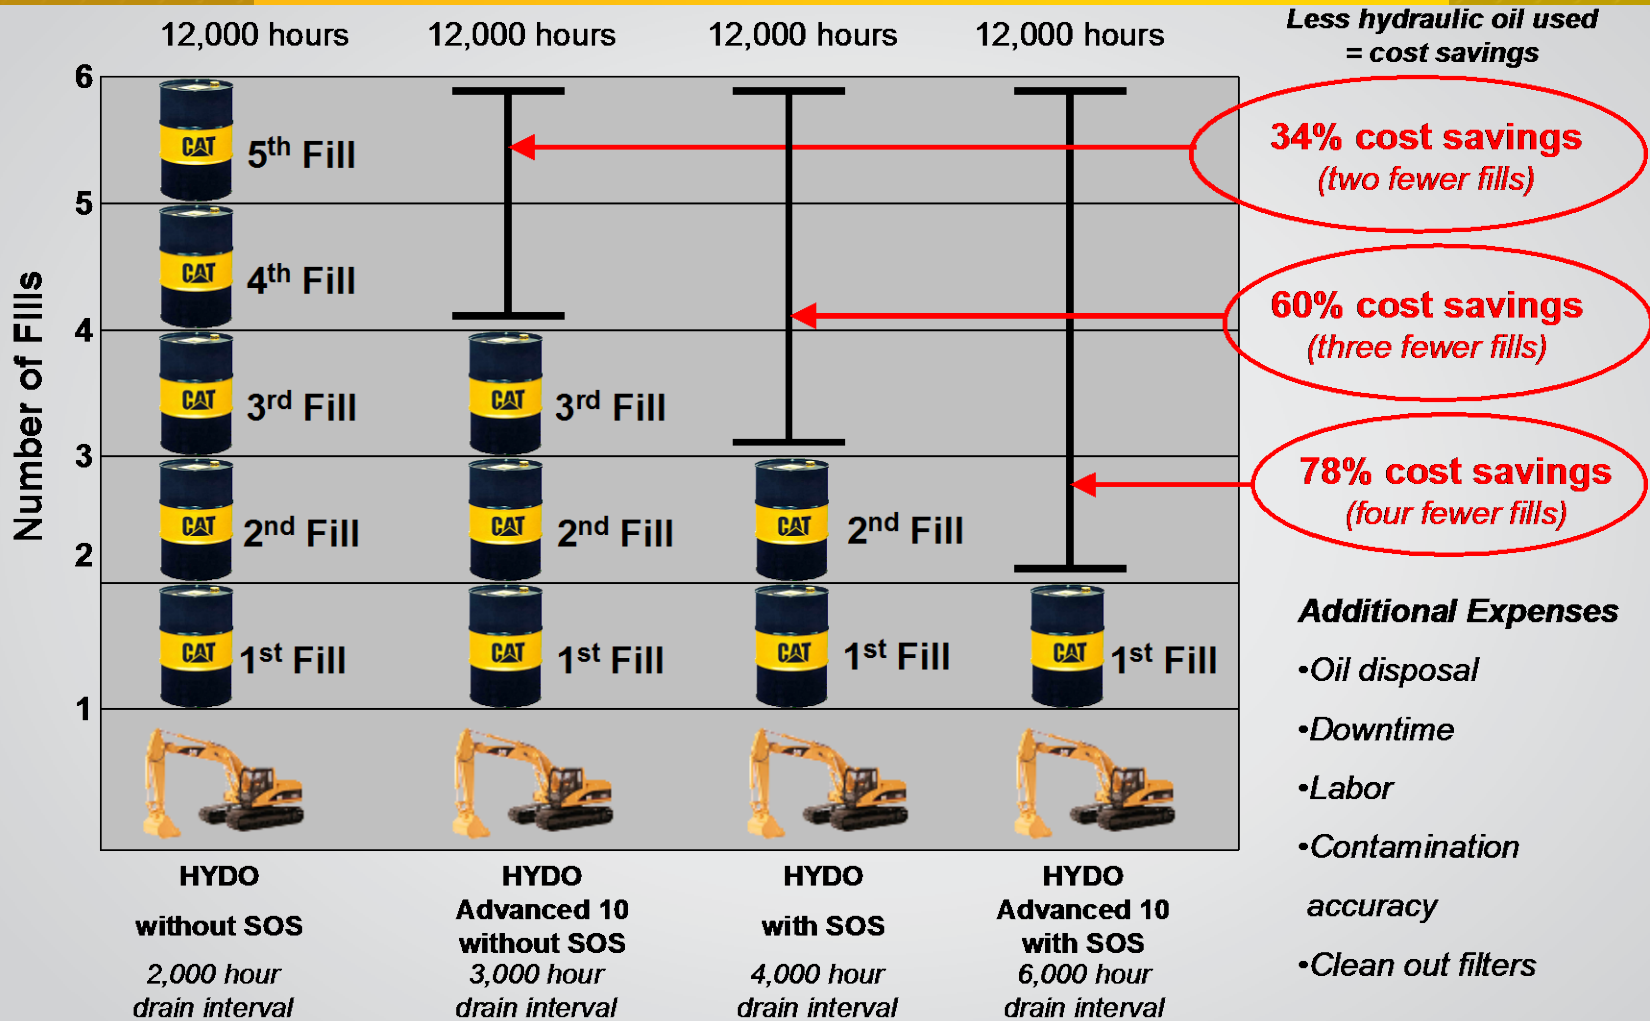 12,000 hours
12,000 hours
12,000 hours
12,000 hours
Less hydraulic oil used
= cost savings
Number of Fills
6
5
4
3
2
1
CAT
5th Fill
CAT
4th Fill
CAT
3rd Fill
CAT
2nd Fill
CAT
1st Fill
CAT
3rd Fill
CAT
2nd Fill
CAT
1st Fill
CAT
2nd Fill
CAT
1st Fill
CAT
1st Fill
34% cost savings
(two fewer fills)
60% cost savings
(three fewer fills)
78% cost savings
(four fewer fills)
Additional Expenses
•Oil disposal
•Downtime
•Labor
•Contamination
accuracy
•Clean out filters
HYDO
without SOS
2,000 hour
drain interval
HYDO
Advanced 10
without SOS
3,000 hour
drain interval
HYDO
with SOS
4,000 hour
drain interval
HYDO
Advanced 10
with SOS
6,000 hour
drain interval